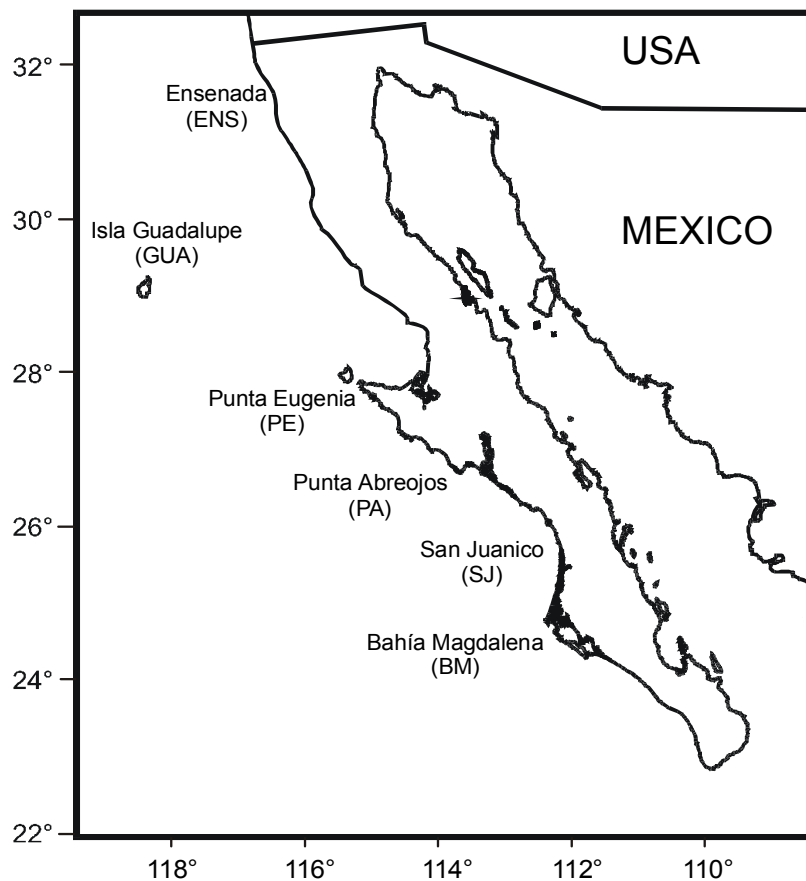 USA
32°
Ensenada
(ENS)
30°
Isla Guadalupe
(GUA)
MEXICO
28°
Punta Eugenia
(PE)
Punta Abreojos
(PA)
26°
San Juanico
(SJ)
Bahía Magdalena
(BM)
24°
22°
118° 116° 114° 112° 110°